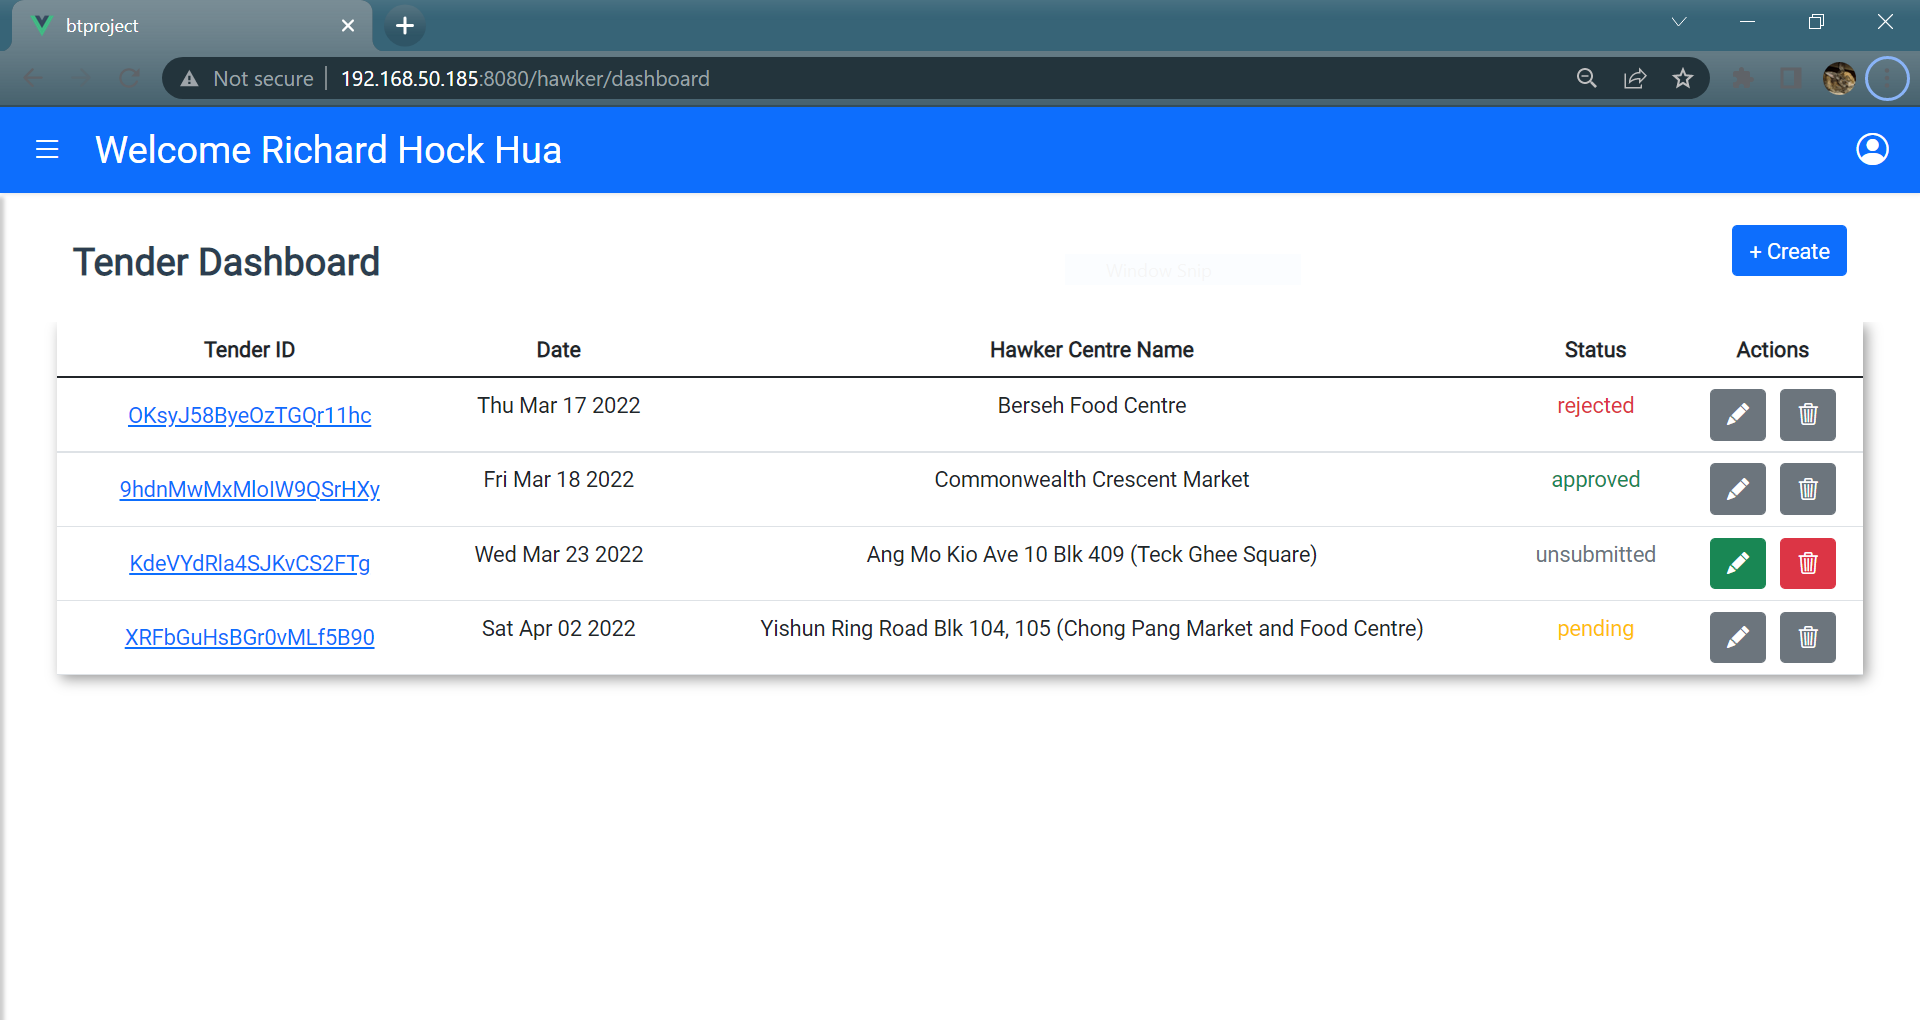 btproject
Not secure 192.168.50.185:8080/hawker/dashboard
Welcome Richard Hock Hua
Tender Dashboard
+ Create
Window Snip
Tender ID Date Hawker Centre Name Status Actions
OKsyJ58ByeOzTGQr11hc Thu Mar 17 2022 Berseh Food Centre rejected
9hdnMwMxMloIW9QSrHXy Fri Mar 18 2022 Commonwealth Crescent Market approved
KdeVYdRla4SJKvCS2FTg Wed Mar 23 2022 Ang Mo Kio Ave 10 Blk 409 (Teck Ghee Square) unsubmitted
XRFbGuHsBGr0vMLf5B90 Sat Apr 02 2022 Yishun Ring Road Blk 104, 105 (Chong Pang Market and Food Centre) pending